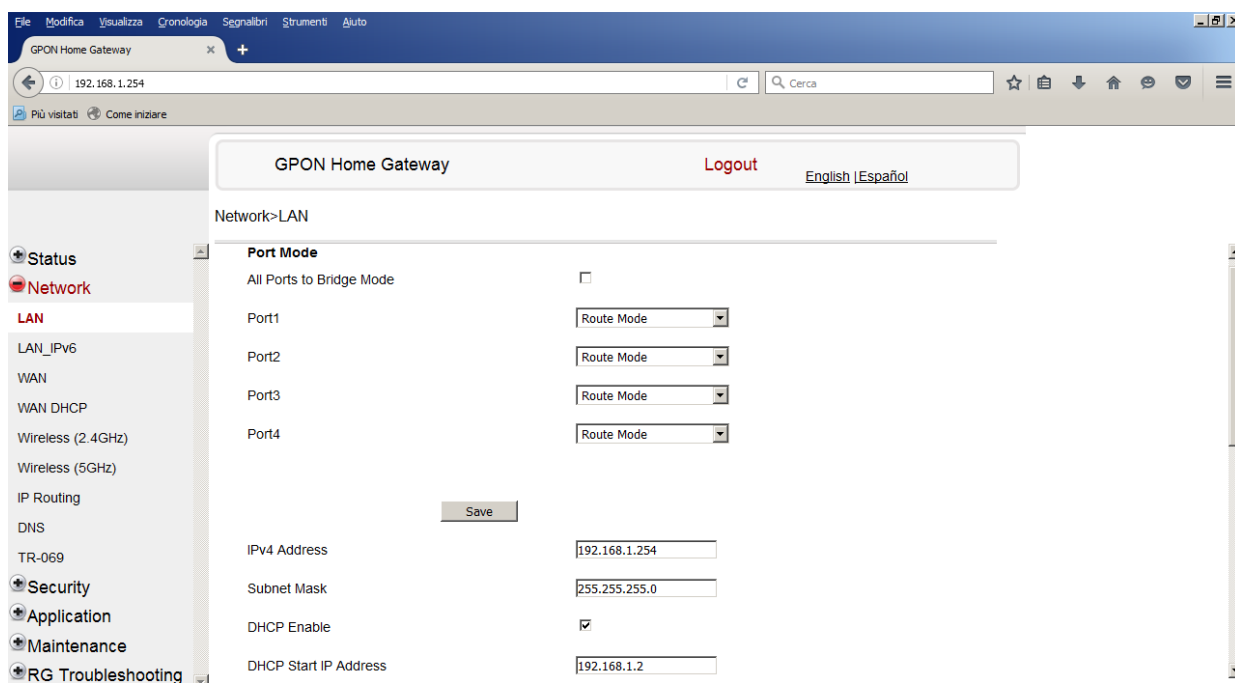 File Modifica Visualizza Cronologia Segnalibri Strumenti Aiuto
GPON Home Gateway
192.168.1.254
Cerca
Più visitati Come iniziare
GPON Home Gateway Logout English | Español
Network>LAN
Status
Network
LAN
LAN_IPv6
WAN
WAN DHCP
Wireless (2.4GHz)
Wireless (5GHz)
IP Routing
DNS
TR-069
Security
Application
Maintenance
RG Troubleshooting
Port Mode
All Ports to Bridge Mode
Port1 Route Mode
Port2 Route Mode
Port3 Route Mode
Port4 Route Mode
Save
IPv4 Address 192.168.1.254
Subnet Mask 255.255.255.0
DHCP Enable
DHCP Start IP Address 192.168.1.2